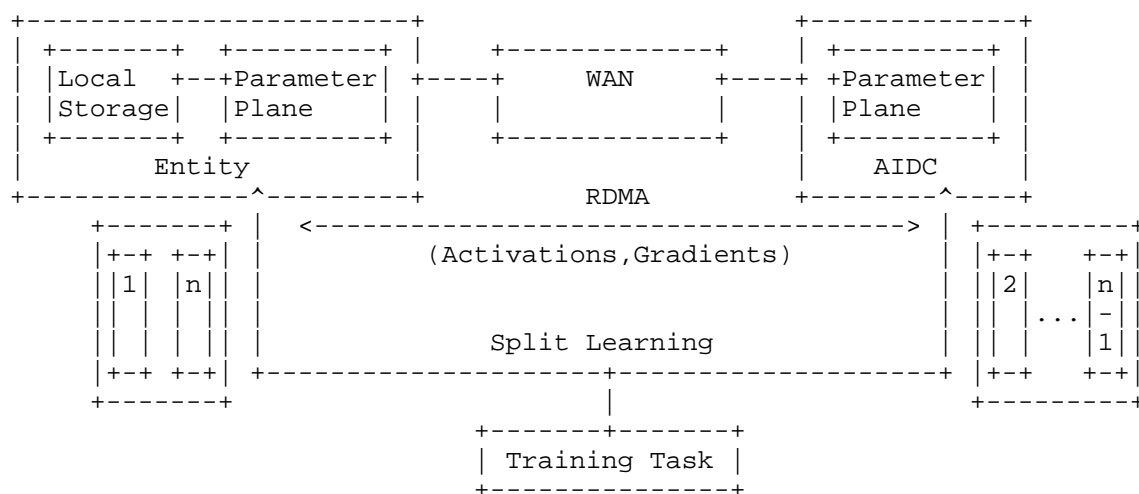 Local Parameter WAN Parameter
Storage Plane Plane
Entity AIDC
RDMA
(Activations,Gradients)
1 n 2 n
... -
Split Learning 1
Training Task